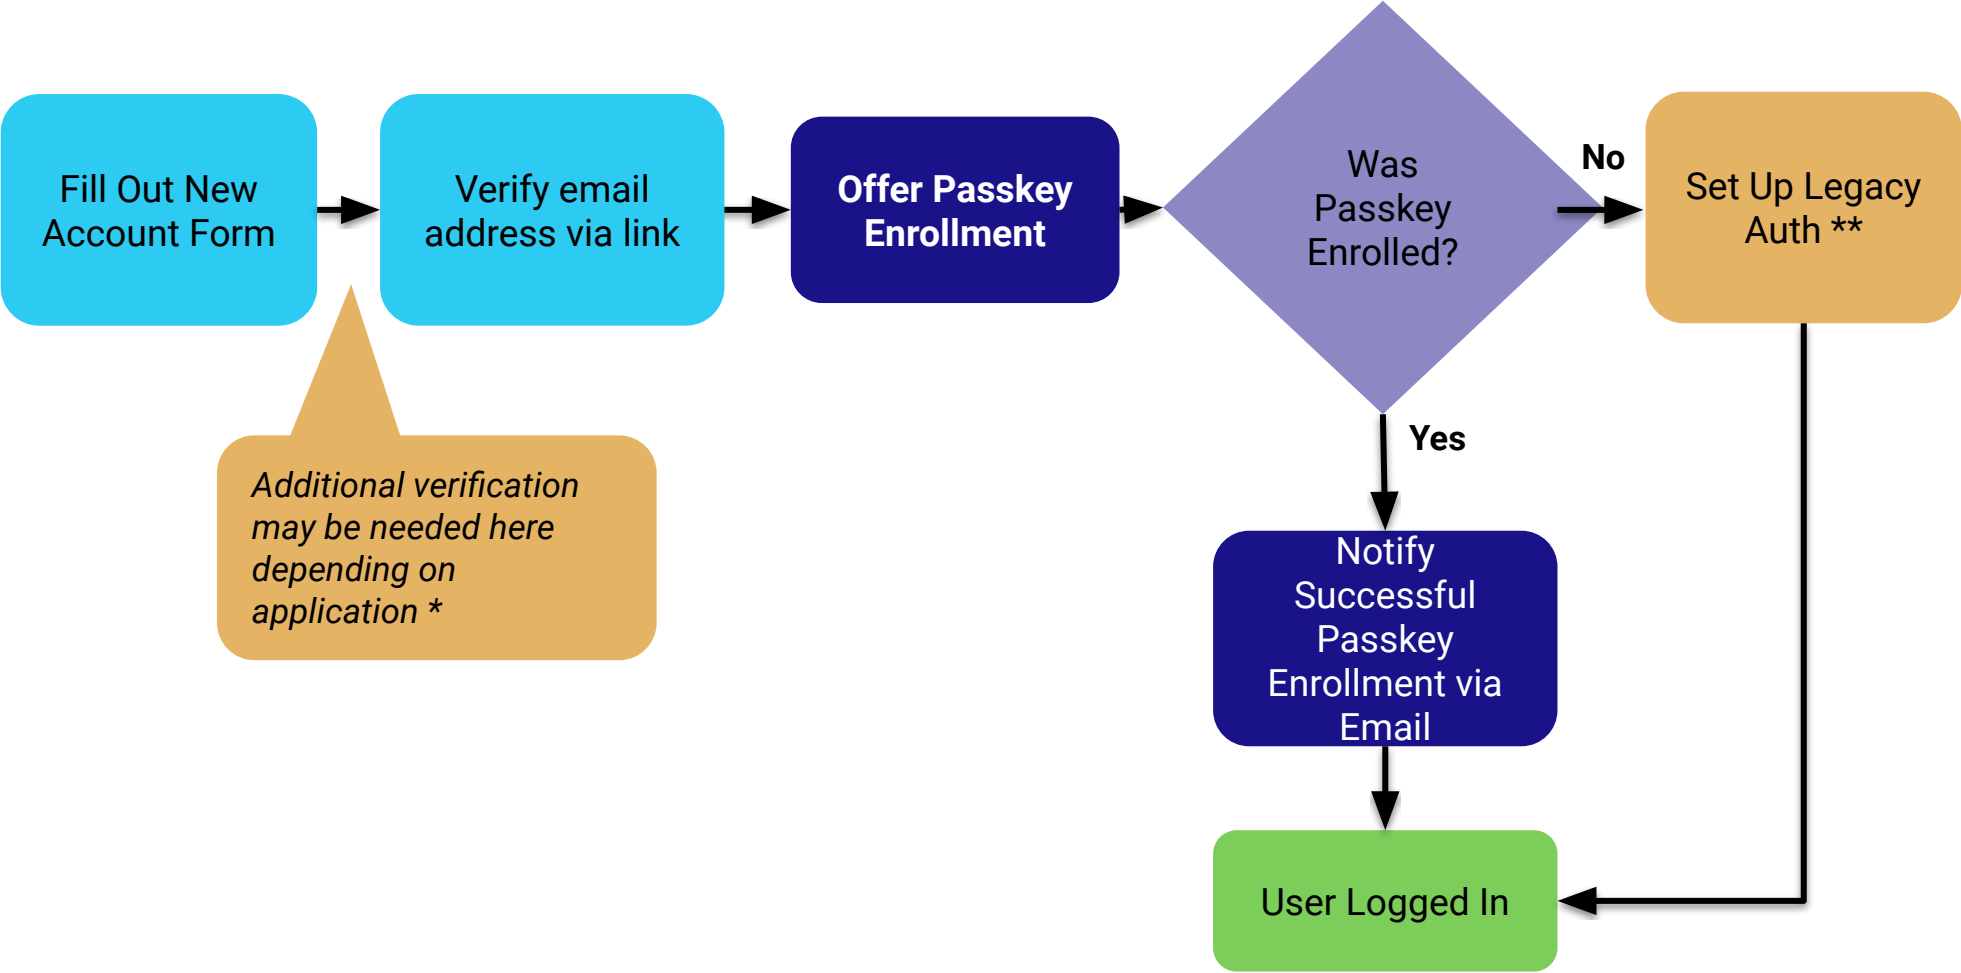 Fill Out New
Account Form
Verify email
address via link
Offer Passkey
Enrollment
Was
Passkey
Enrolled?
No
Set Up Legacy
Auth **
Additional verification
may be needed here
depending on
application *
Yes
Notify
Successful
Passkey
Enrollment via
Email
User Logged In